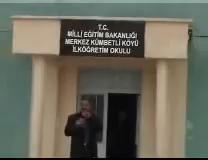 T.C.
MİLLİ EĞİTİM BAKANLIĞI
MERKEZ KÜMBETLİ KÖYÜ
İLKÖĞRETİM OKULU